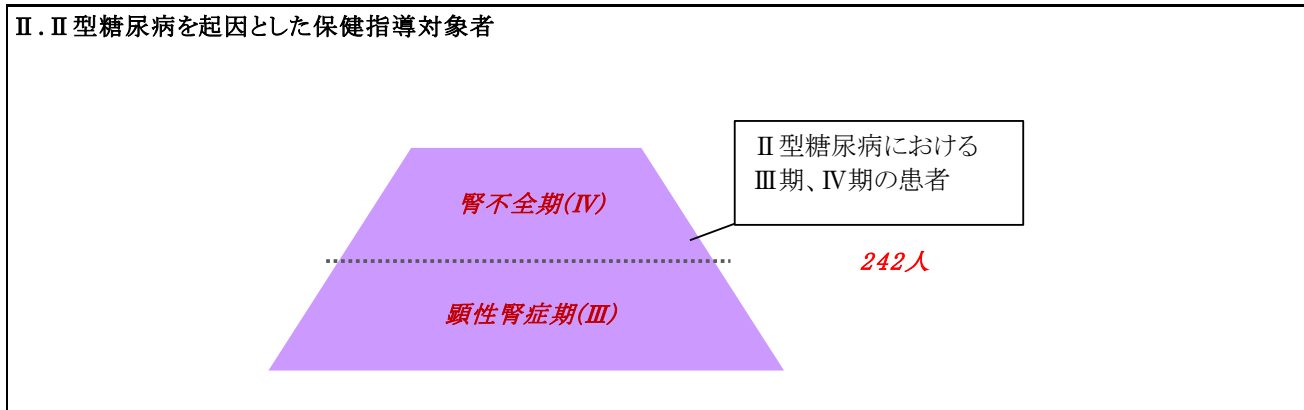 Ⅱ．Ⅱ型糖尿病を起因とした保健指導対象者
Ⅱ型糖尿病における
Ⅲ期、Ⅳ期の患者
腎不全期(Ⅳ)
242人
顕性腎症期(Ⅲ)